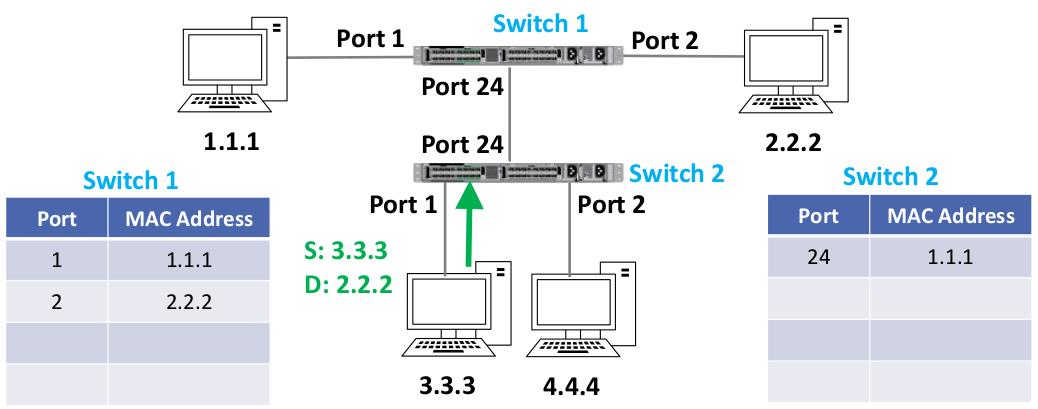 Switch 1
Port 1
Port 2
Port 24
1.1.1
2.2.2
Port 24
Switch 2
Port 1
Port 2
S: 3.3.3
D: 2.2.2
3.3.3
4.4.4
Switch 1
Port MAC Address
1 1.1.1
2 2.2.2
Switch 2
Port MAC Address
24 1.1.1